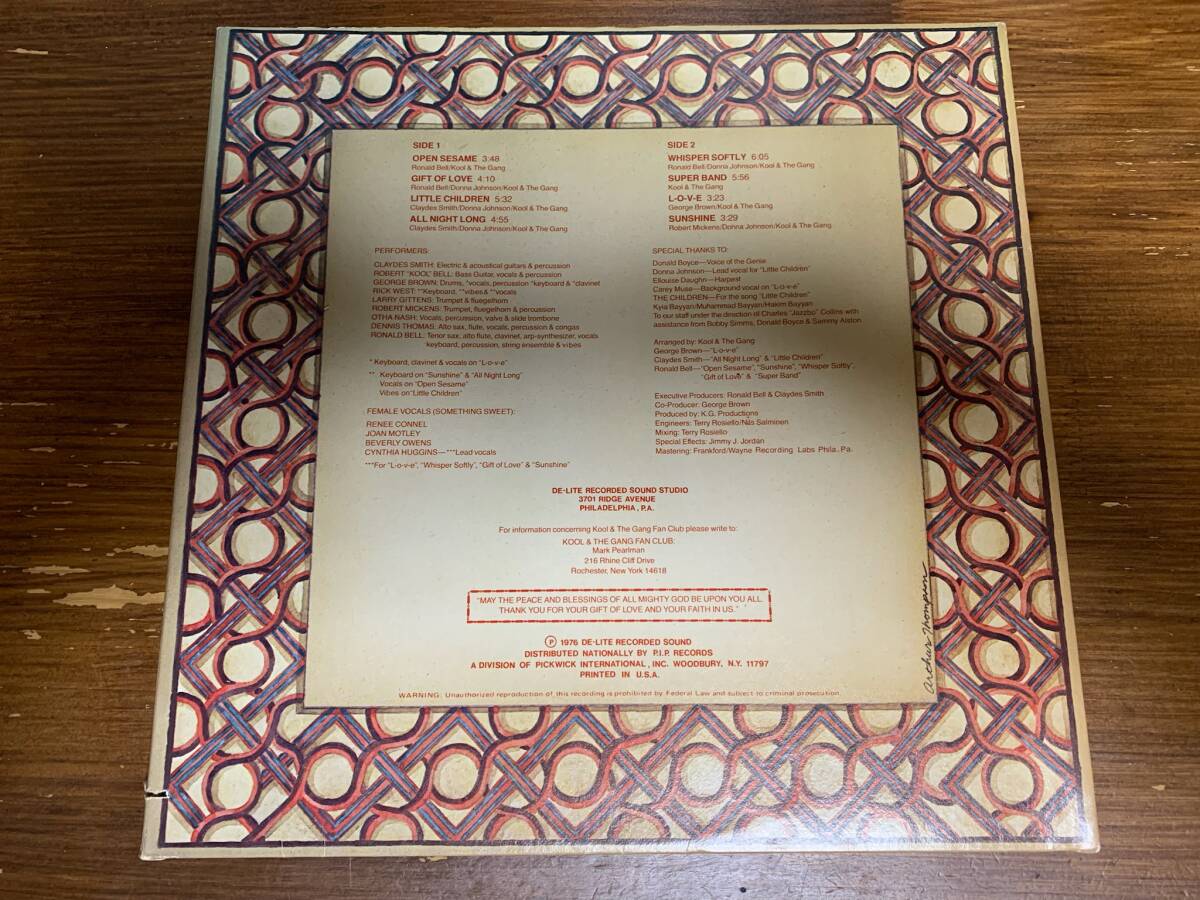 SIDE 1
OPEN SESAME 3:48
Ronald Bell/Kool & The Gang
GIFT OF LOVE 4:10
Ronald Bell/Donna Johnson/Kool & The Gang
LITTLE CHILDREN 5:32
Claydes Smith/Donna Johnson/Kool & The Gang
ALL NIGHT LONG 4:55
Claydes Smith/Donna Johnson/Kool & The Gang
SIDE 2
WHISPER SOFTLY 6:05
Ronald Bell/Donna Johnson/Kool & The Gang
SUPER BAND 5:56
Kool & The Gang
L-O-V-E 3:23
George Brown/Kool & The Gang
SUNSHINE 3:29
Robert Mickens/Donna Johnson/Kool & The Gang
PERFORMERS:
CLAYDES SMITH: Electric & acoustical guitars & percussion
ROBERT "KOOL" BELL: Bass Guitar, vocals & percussion
GEORGE BROWN: Drums, *vocals, percussion *keyboard & *clavinet
RICK WEST: **Keyboard, **vibes & **vocals
LARRY GITTENS: Trumpet & fluegelhorn
ROBERT MICKENS: Trumpet, fluegelhorn & percussion
OTHA NASH: Vocals, percussion, valve & slide trombone
DENNIS THOMAS: Alto sax, flute, vocals, percussion & congas
RONALD BELL: Tenor sax, alto flute, clavinet, arp-synthesizer, vocals
keyboard, percussion, string ensemble & vibes
* Keyboard, clavinet & vocals on "L-o-v-e"
** Keyboard on "Sunshine" & "All Night Long"
Vocals on "Open Sesame"
Vibes on "Little Children"
FEMALE VOCALS (SOMETHING SWEET):
RENEE CONNEL
JOAN MOTLEY
BEVERLY OWENS
CYNTHIA HUGGINS—***Lead vocals
***For "L-o-v-e", "Whisper Softly", "Gift of Love" & "Sunshine"
SPECIAL THANKS TO:
Donald Boyce—Voice of the Genie
Donna Johnson—Lead vocal for "Little Children"
Ellouise Daughn—Harpest
Carey Muse—Background vocal on "L-o-v-e"
THE CHILDREN—For the song "Little Children"
Kyia Bayyan/Muhammad Bayyan/Hakim Bayyan
To our staff under the direction of Charles "Jazzbo" Collins with
assistance from Bobby Simms, Donald Boyce & Sammy Alston
Arranged by: Kool & The Gang
George Brown—"L-o-v-e"
Claydes Smith—"All Night Long" & "Little Children"
Ronald Bell—"Open Sesame", "Sunshine", "Whisper Softly",
"Gift of Love" & "Super Band"
Executive Producers: Ronald Bell & Claydes Smith
Co-Producer: George Brown
Produced by: K.G. Productions
Engineers: Terry Rosiello/Nils Salminen
Mixing: Terry Rosiello
Special Effects: Jimmy J. Jordan
Mastering: Frankford/Wayne Recording Labs Phila., Pa.
DE-LITE RECORDED SOUND STUDIO
3701 RIDGE AVENUE
PHILADELPHIA, P.A.
For information concerning Kool & The Gang Fan Club please write to:
KOOL & THE GANG FAN CLUB:
Mark Pearlman
216 Rhine Cliff Drive
Rochester, New York 14618
"MAY THE PEACE AND BLESSINGS OF ALL MIGHTY GOD BE UPON YOU ALL.
THANK YOU FOR YOUR GIFT OF LOVE AND YOUR FAITH IN US."
℗ 1976 DE-LITE RECORDED SOUND
DISTRIBUTED NATIONALLY BY P.I.P. RECORDS
A DIVISION OF PICKWICK INTERNATIONAL, INC. WOODBURY, N.Y. 11797
PRINTED IN U.S.A.
WARNING: Unauthorized reproduction of this recording is prohibited by Federal Law and subject to criminal prosecution.
Arthur Thompson